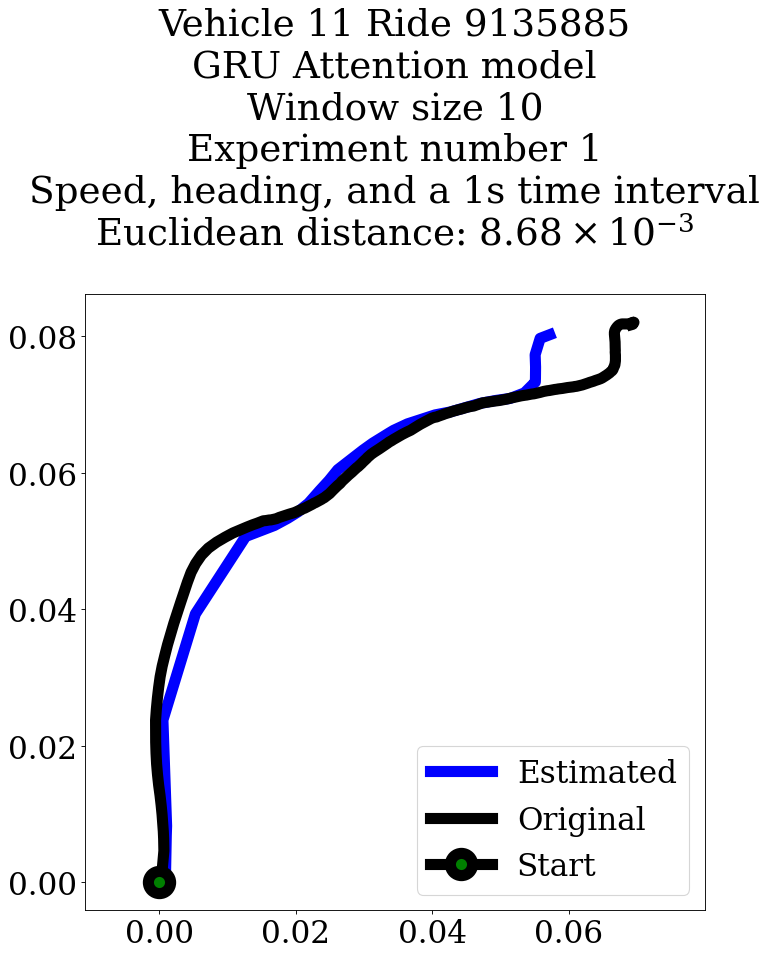 Vehicle 11 Ride 9135885
GRU Attention model
Window size 10
Experiment number 1
Speed, heading, and a 1s time interval
Euclidean distance: 8.68 × 10⁻³
0.08
0.06
0.04
0.02
0.00
Estimated
Original
Start
0.00 0.02 0.04 0.06